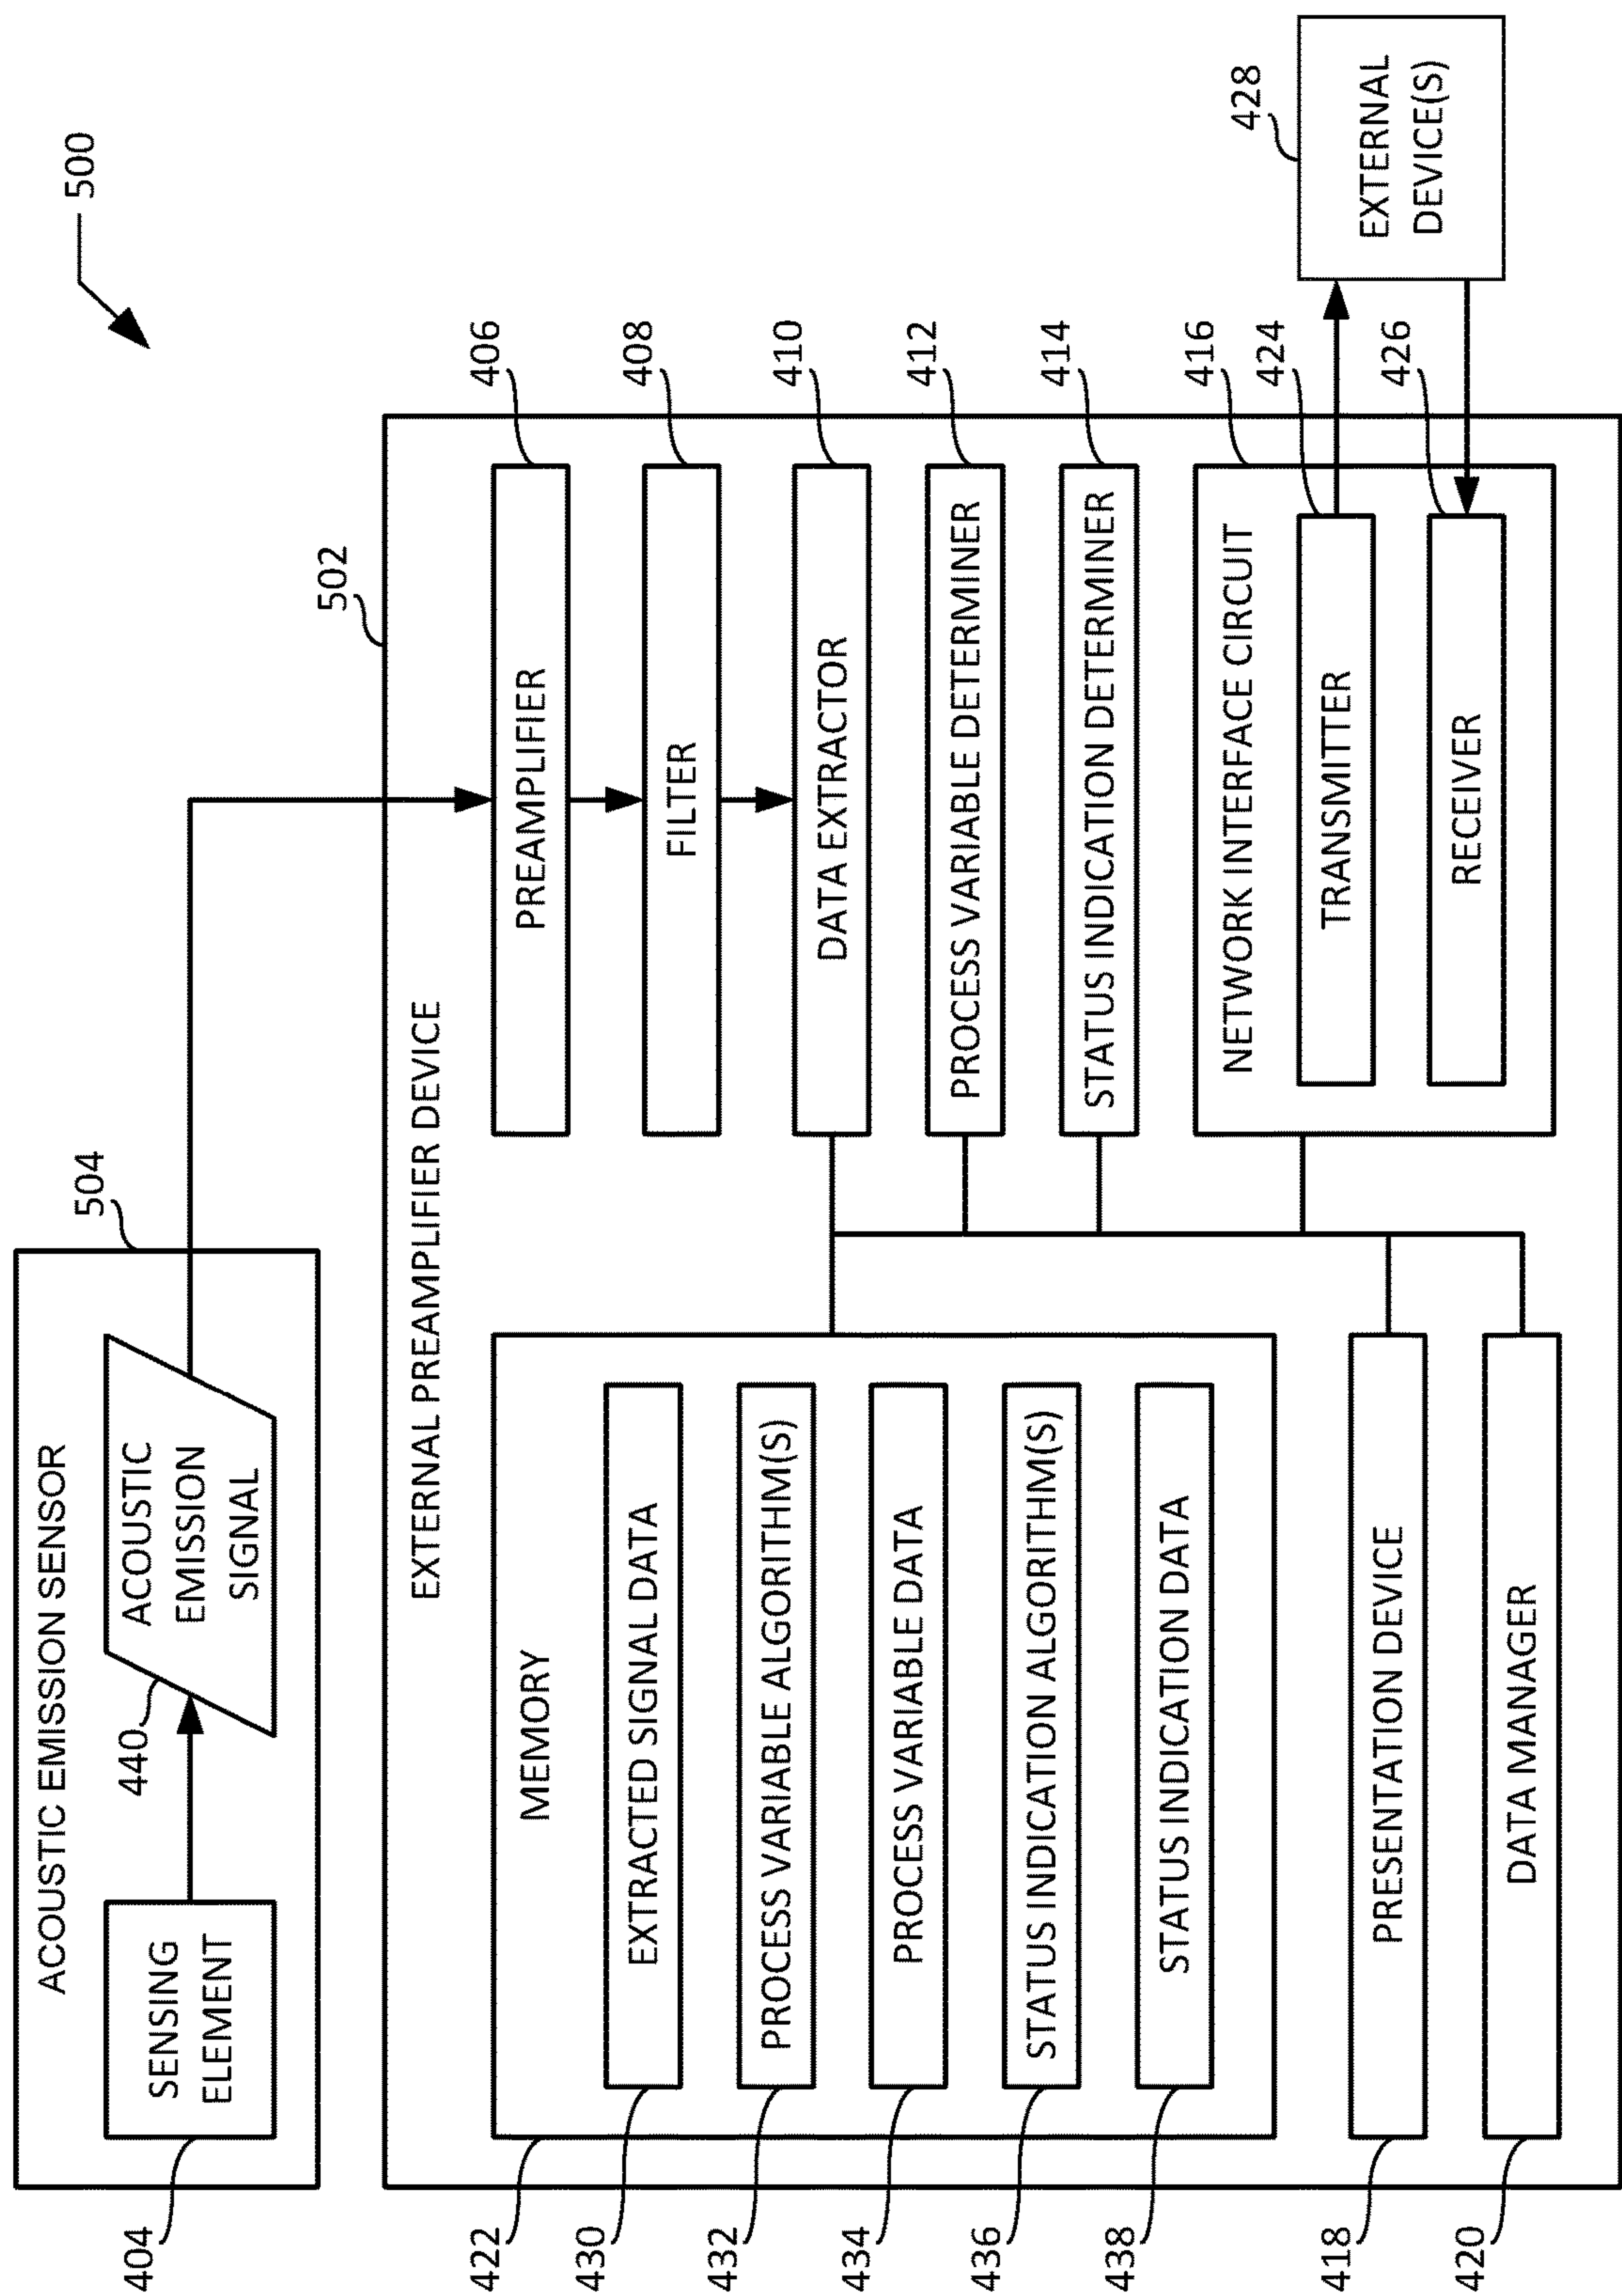 500
ACOUSTIC EMISSION SENSOR
504
SENSING
ELEMENT
404
440
ACOUSTIC
EMISSION
SIGNAL
502
EXTERNAL PREAMPLIFIER DEVICE
MEMORY
422
EXTRACTED SIGNAL DATA
430
PROCESS VARIABLE ALGORITHM(S)
432
PROCESS VARIABLE DATA
434
STATUS INDICATION ALGORITHM(S)
436
STATUS INDICATION DATA
438
PRESENTATION DEVICE
418
DATA MANAGER
420
PREAMPLIFIER
406
FILTER
408
DATA EXTRACTOR
410
PROCESS VARIABLE DETERMINER
412
STATUS INDICATION DETERMINER
414
NETWORK INTERFACE CIRCUIT
416
TRANSMITTER
424
RECEIVER
426
EXTERNAL
DEVICE(S)
428